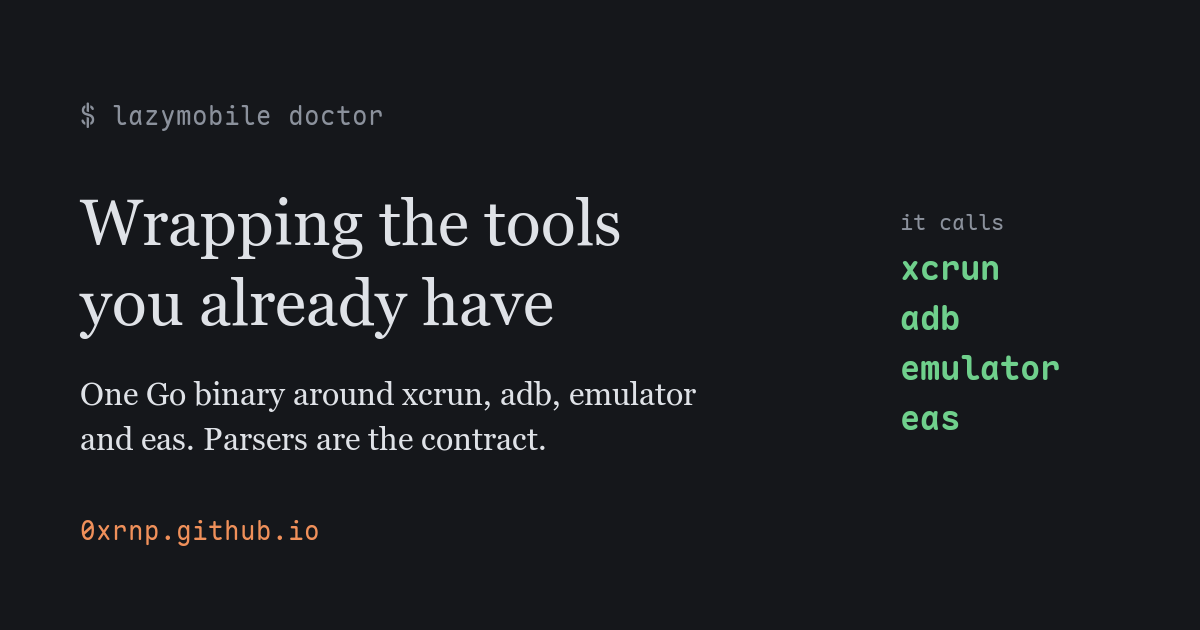 $ lazymobile doctor
Wrapping the tools
you already have
One Go binary around xcrun, adb, emulator
and eas. Parsers are the contract.
0xrnp.github.io
it calls
xcrun
adb
emulator
eas